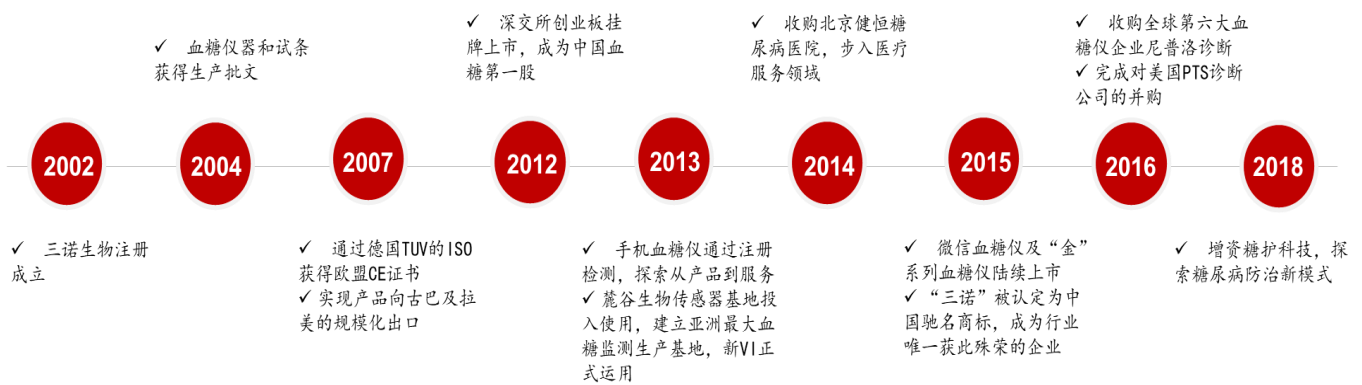 ✓ 血糖仪器和试条
获得生产批文
✓ 深交所创业板挂
牌上市，成为中国血
糖第一股
✓ 收购北京健恒糖
尿病医院，步入医疗
服务领域
✓ 收购全球第六大血
糖仪企业尼普洛诊断
✓ 完成对美国PTS诊断
公司的并购
2002
2004
2007
2012
2013
2014
2015
2016
2018
✓ 三诺生物注册
成立
✓ 通过德国TUV的ISO
获得欧盟CE证书
✓ 实现产品向古巴及拉
美的规模化出口
✓ 手机血糖仪通过注册
检测，探索从产品到服务
✓ 麓谷生物传感器基地投
入使用，建立亚洲最大血
糖监测生产基地，新VI正
式运用
✓ 微信血糖仪及“金”
系列血糖仪陆续上市
✓ “三诺”被认定为中
国驰名商标，成为行业
唯一获此殊荣的企业
✓ 增资糖护科技，探
索糖尿病防治新模式